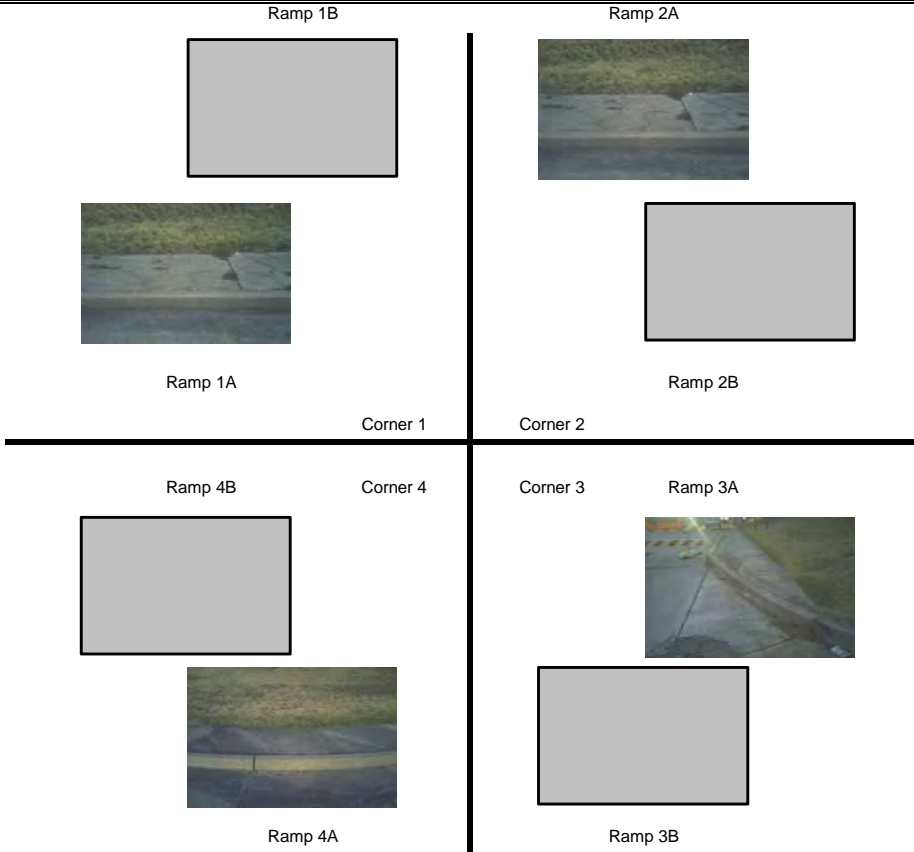 Ramp 1B
Ramp 2A
Ramp 1A
Ramp 2B
Corner 1
Corner 2
Ramp 4B
Corner 4
Corner 3
Ramp 3A
Ramp 4A
Ramp 3B